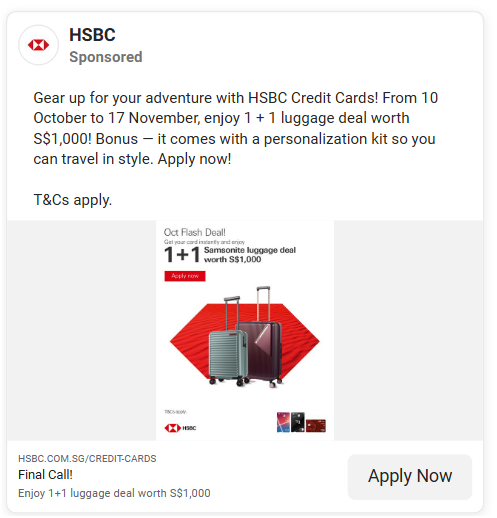 HSBC
Sponsored
Gear up for your adventure with HSBC Credit Cards! From 10
October to 17 November, enjoy 1 + 1 luggage deal worth
S$1,000! Bonus — it comes with a personalization kit so you
can travel in style. Apply now!
T&Cs apply.
Oct Flash Deal!
Get your card instantly and enjoy
1+1 Samsonite luggage deal
worth S$1,000
Apply now
T&Cs apply
HSBC
HSBC.COM.SG/CREDIT-CARDS
Final Call!
Enjoy 1+1 luggage deal worth S$1,000
Apply Now